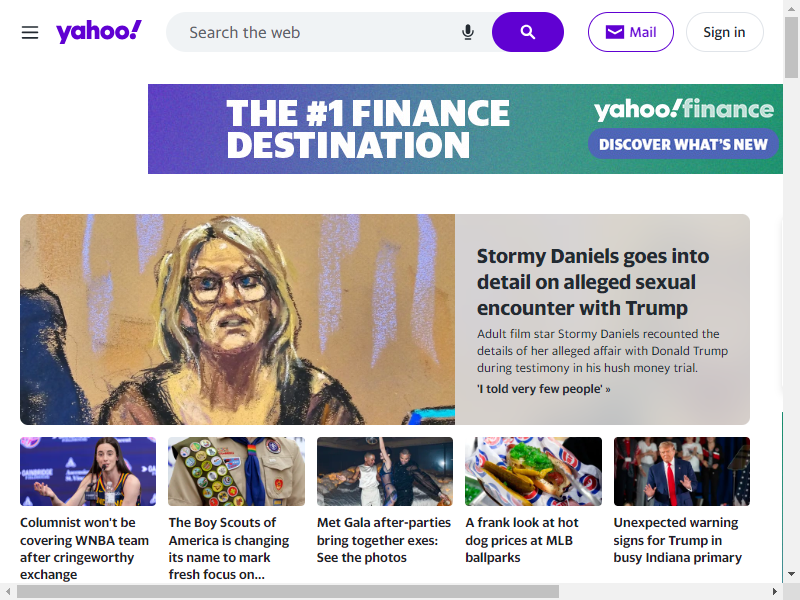 yahoo!
Search the web
Mail
Sign in
THE #1 FINANCE
DESTINATION
yahoo!finance
DISCOVER WHAT'S NEW
Stormy Daniels goes into
detail on alleged sexual
encounter with Trump
Adult film star Stormy Daniels recounted the
details of her alleged affair with Donald Trump
during testimony in his hush money trial.
'I told very few people' »
Columnist won't be
covering WNBA team
after cringeworthy
exchange
The Boy Scouts of
America is changing
its name to mark
fresh focus on...
Met Gala after-parties
bring together exes:
See the photos
A frank look at hot
dog prices at MLB
ballparks
Unexpected warning
signs for Trump in
busy Indiana primary